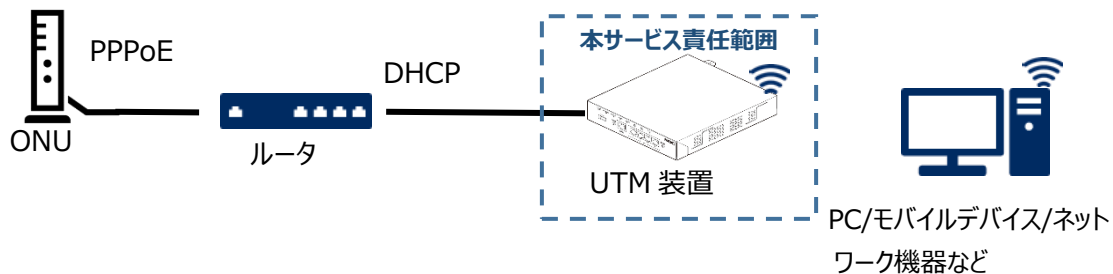 PPPoE
本サービス責任範囲
DHCP
ONU
ルータ
UTM 装置
PC/モバイルデバイス/ネット
ワーク機器など